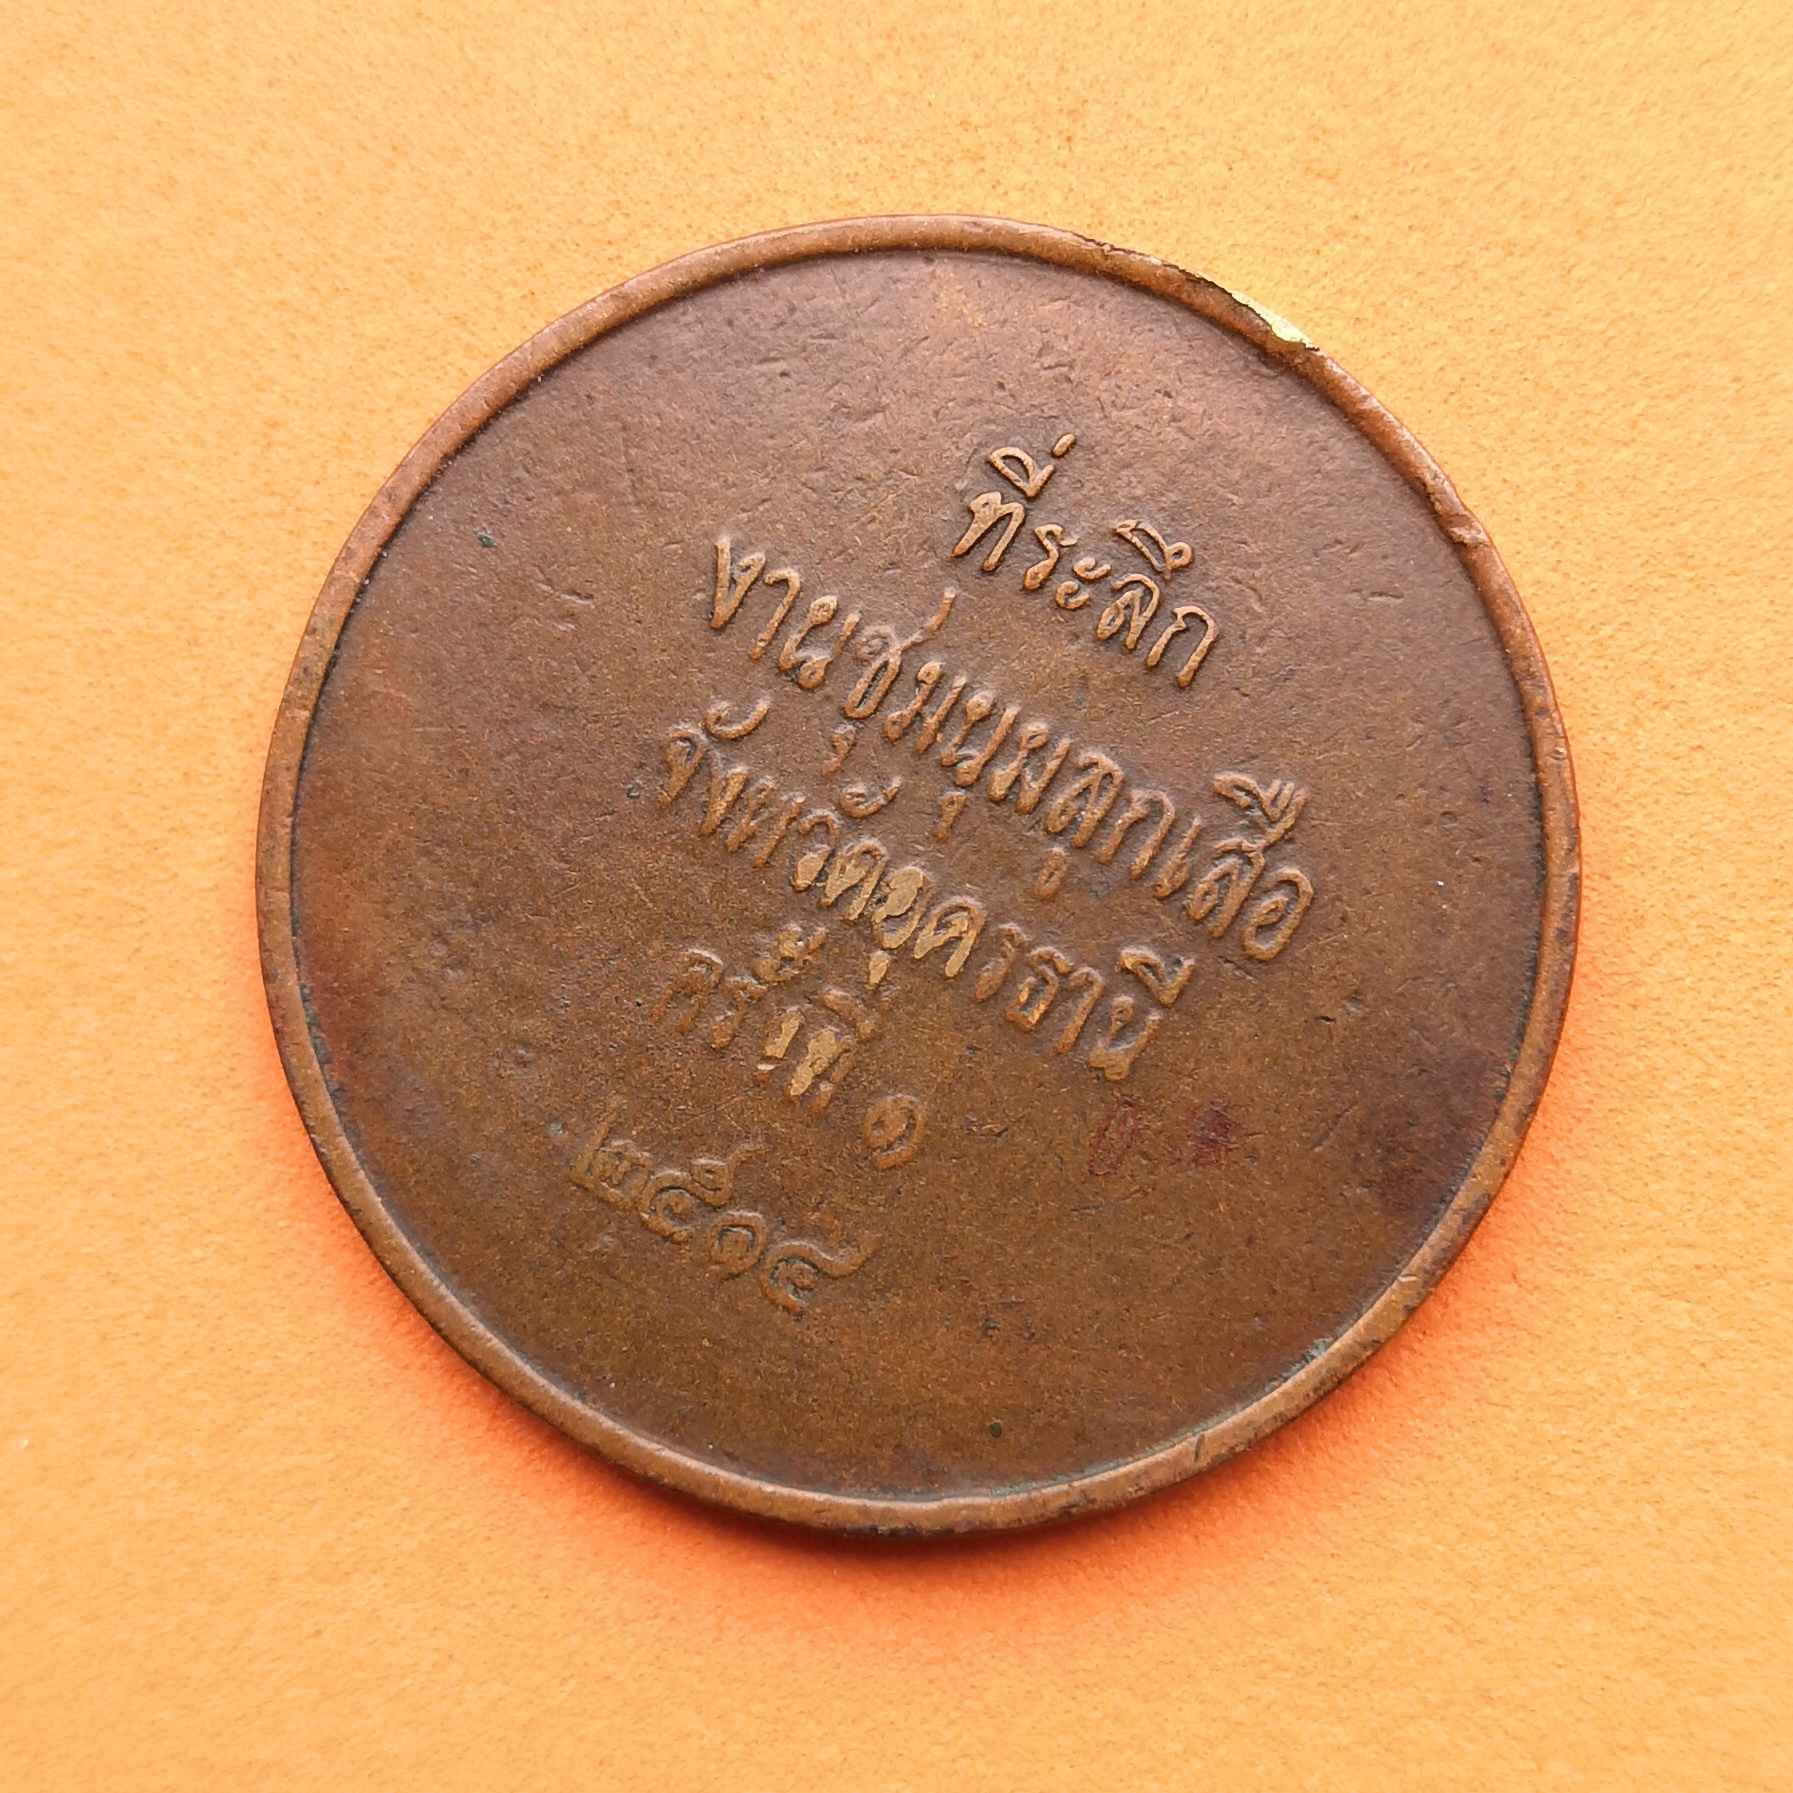 ที่ระลึก
งานชุมนุมลูกเสือ
จังหวัดอุดรธานี
ครั้งที่ ๑
๒๕๑๕